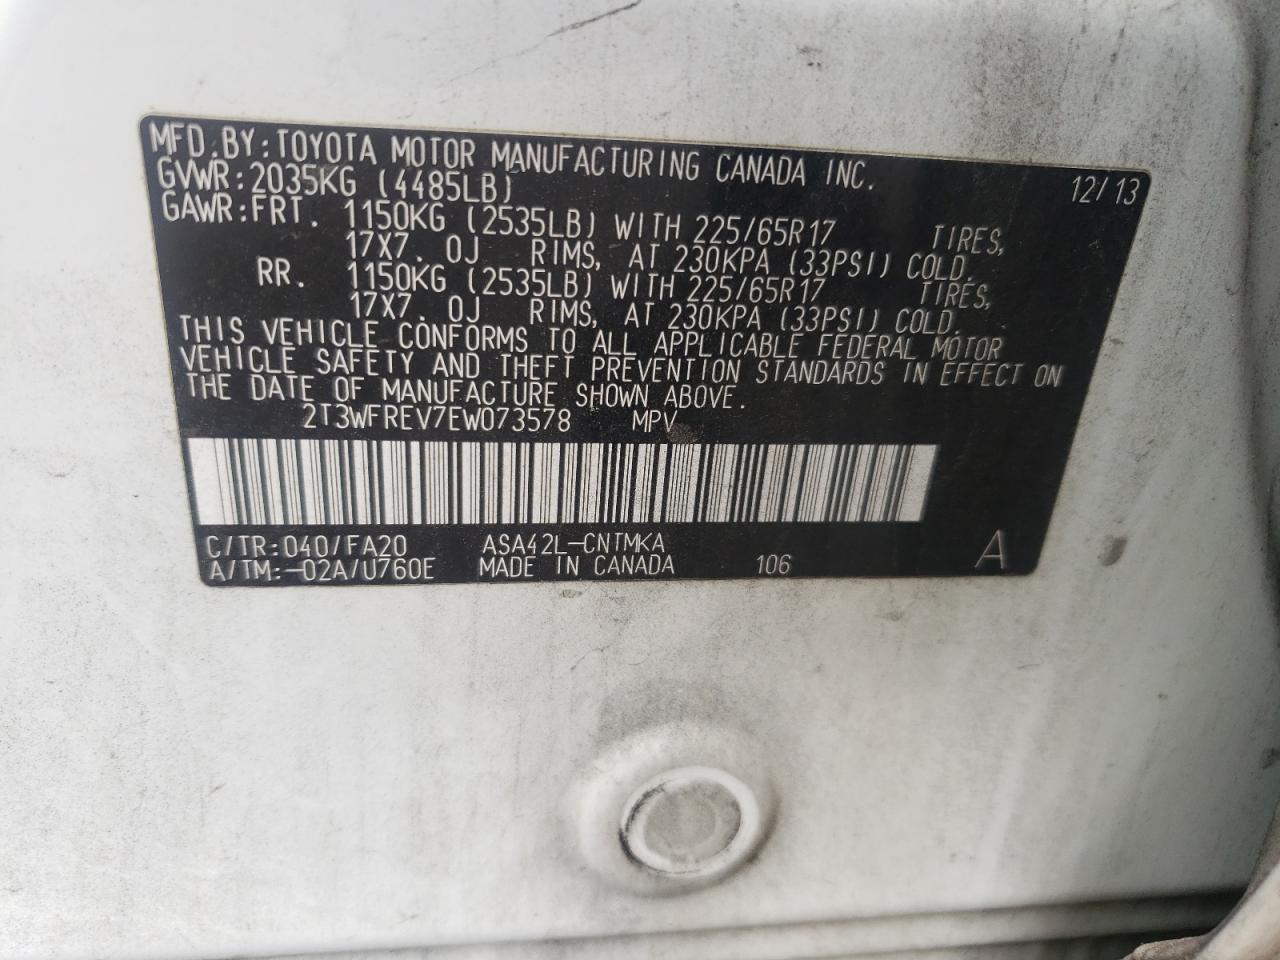 MFD.BY:TOYOTA MOTOR MANUFACTURING CANADA INC. 12/13
GVWR:2035KG (4485LB)
GAWR:FRT. 1150KG (2535LB) WITH 225/65R17 TIRES,
17X7.0J RIMS, AT 230KPA (33PSI) COLD.
RR. 1150KG (2535LB) WITH 225/65R17 TIRES,
17X7.0J RIMS, AT 230KPA (33PSI) COLD.
THIS VEHICLE CONFORMS TO ALL APPLICABLE FEDERAL MOTOR
VEHICLE SAFETY AND THEFT PREVENTION STANDARDS IN EFFECT ON
THE DATE OF MANUFACTURE SHOWN ABOVE.
2T3WFREV7EW073578 MPV
C/TR:040/FA20 ASA42L-CNTMKA
A/TM:-02A/U760E MADE IN CANADA 106 A